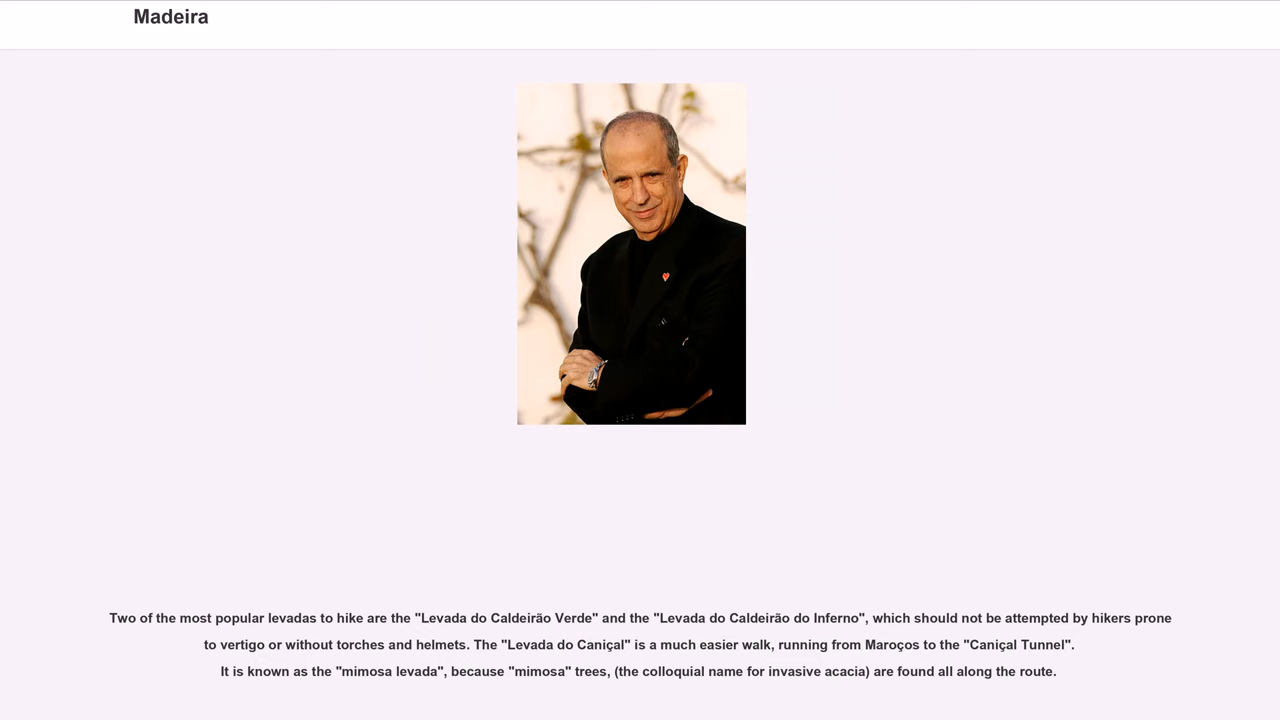 Madeira
Two of the most popular levadas to hike are the "Levada do Caldeirão Verde" and the "Levada do Caldeirão do Inferno", which should not be attempted by hikers prone
to vertigo or without torches and helmets. The "Levada do Caniçal" is a much easier walk, running from Maroços to the "Caniçal Tunnel".
It is known as the "mimosa levada", because "mimosa" trees, (the colloquial name for invasive acacia) are found all along the route.